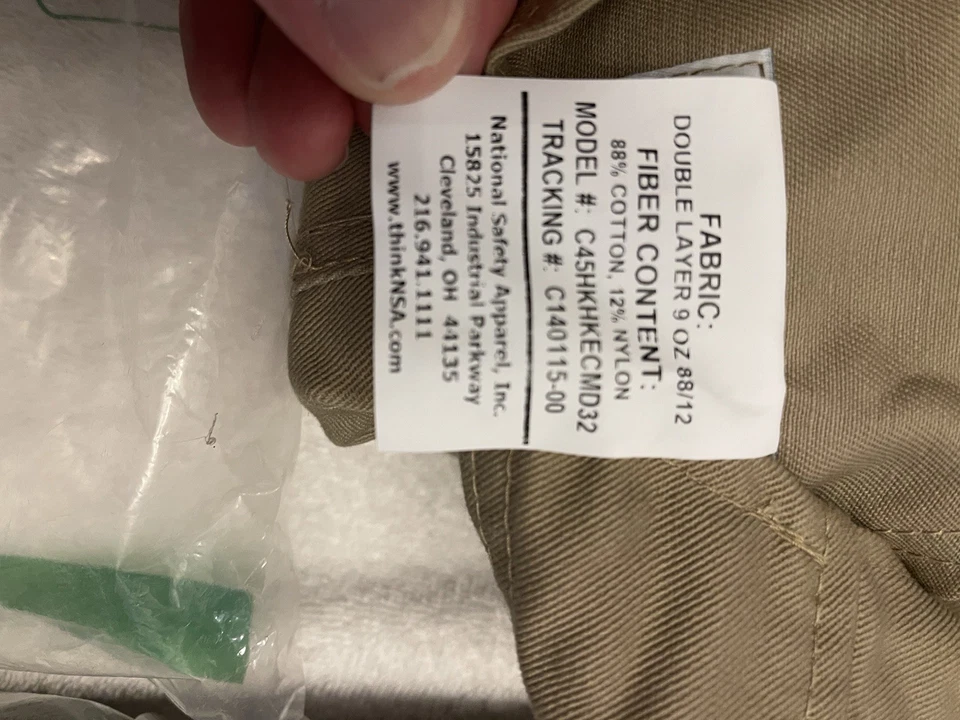 FABRIC:
DOUBLE LAYER 9 OZ 88/12
FIBER CONTENT:
88% COTTON, 12% NYLON
MODEL #: C45HKHKECMD32
TRACKING #: C140115-00
National Safety Apparel, Inc.
15825 Industrial Parkway
Cleveland, OH 44135
216.941.1111
www.thinkNSA.com